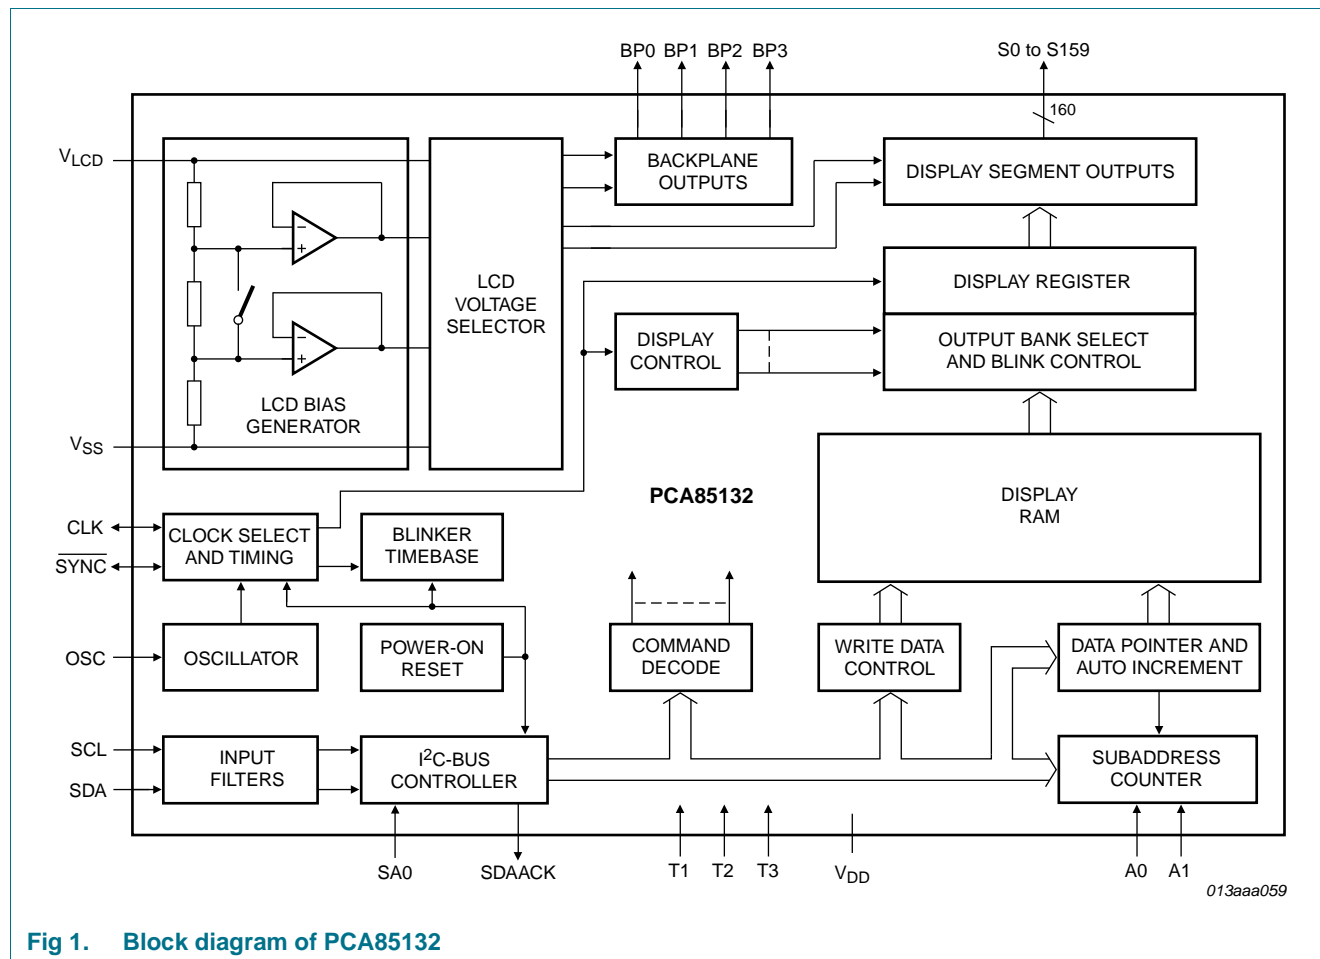 BP0 BP1 BP2 BP3
S0 to S159
160
VLCD
BACKPLANE
OUTPUTS
DISPLAY SEGMENT OUTPUTS
−
+
LCD
VOLTAGE
SELECTOR
DISPLAY REGISTER
−
+
DISPLAY
CONTROL
OUTPUT BANK SELECT
AND BLINK CONTROL
LCD BIAS
GENERATOR
VSS
PCA85132
DISPLAY
RAM
CLK
SYNC
CLOCK SELECT
AND TIMING
BLINKER
TIMEBASE
OSC
OSCILLATOR
POWER-ON
RESET
COMMAND
DECODE
WRITE DATA
CONTROL
DATA POINTER AND
AUTO INCREMENT
SCL
SDA
INPUT
FILTERS
I²C-BUS
CONTROLLER
SUBADDRESS
COUNTER
SA0
SDAACK
T1
T2
T3
VDD
A0
A1
013aaa059
Fig 1. Block diagram of PCA85132